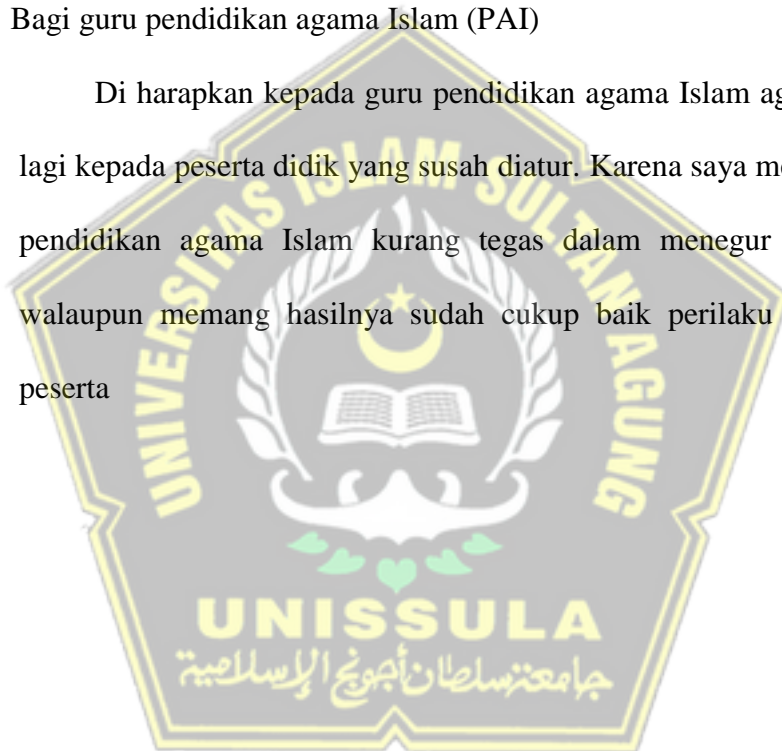 Bagi guru pendidikan agama Islam (PAI)
Di harapkan kepada guru pendidikan agama Islam
lagi kepada peserta didik yang susah diatur. Karena saya
pendidikan agama Islam kurang tegas dalam menegur
walaupun memang hasilnya sudah cukup baik perilaku
peserta
UNIVERSITAS ISLAM SULTAN AGUNG
UNISSULA
جامعة سلطان أجونج الإسلامية